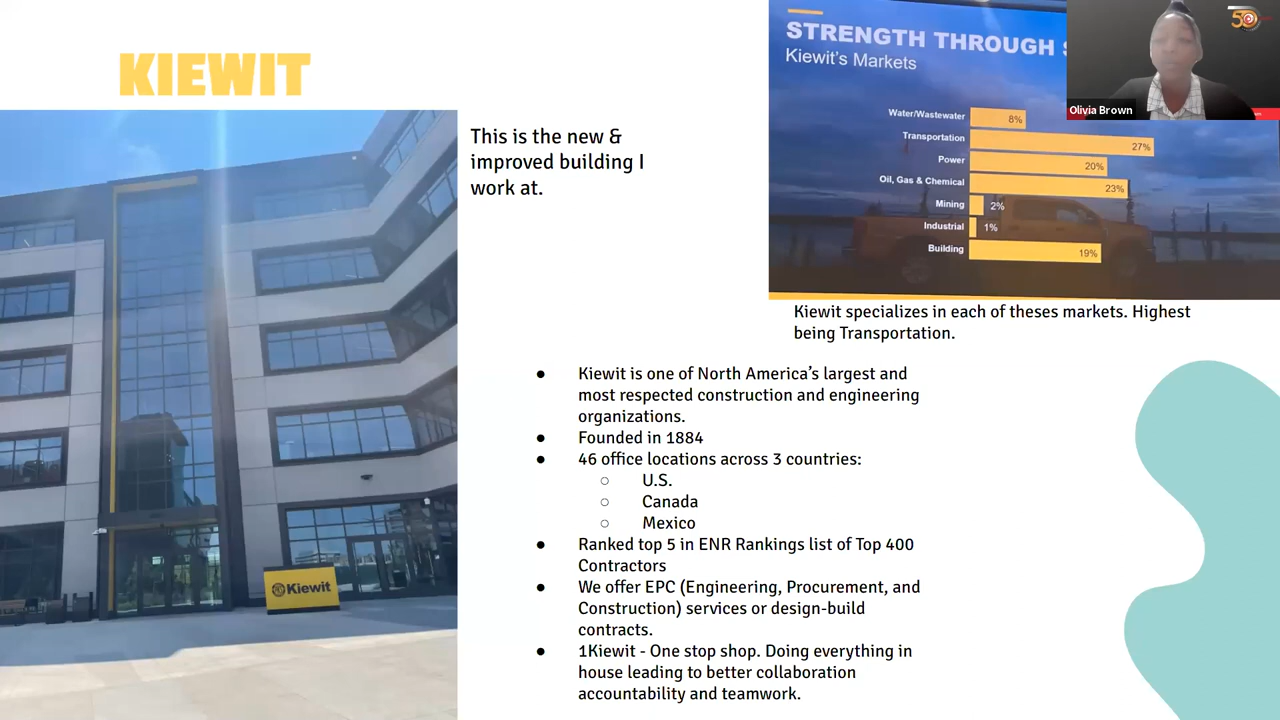 KIEWIT
This is the new &
improved building I
work at.
Kiewit
STRENGTH THROUGH
Kiewit's Markets
Water/Wastewater 8%
Transportation 27%
Power 20%
Oil, Gas & Chemical 23%
Mining 2%
Industrial 1%
Building 19%
Olivia Brown
50
Kiewit specializes in each of theses markets. Highest
being Transportation.
● Kiewit is one of North America’s largest and
most respected construction and engineering
organizations.
● Founded in 1884
● 46 office locations across 3 countries:
○ U.S.
○ Canada
○ Mexico
● Ranked top 5 in ENR Rankings list of Top 400
Contractors
● We offer EPC (Engineering, Procurement, and
Construction) services or design-build
contracts.
● 1Kiewit - One stop shop. Doing everything in
house leading to better collaboration
accountability and teamwork.